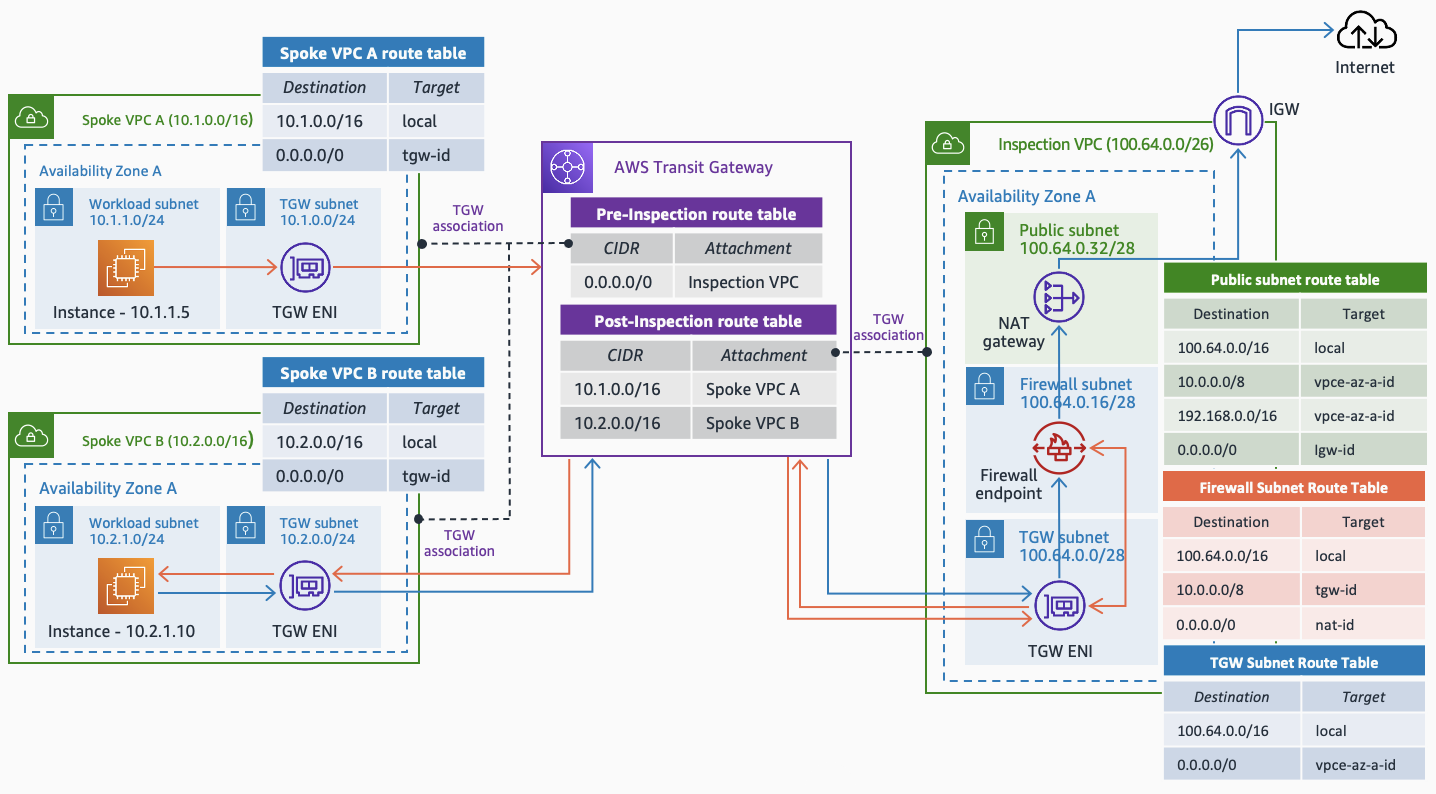 Internet
IGW
Spoke VPC A route table
Destination Target
10.1.0.0/16 local
0.0.0.0/0 tgw-id
Spoke VPC A (10.1.0.0/16)
Availability Zone A
Workload subnet
10.1.1.0/24
TGW subnet
10.1.0.0/24
Instance - 10.1.1.5
TGW ENI
TGW
association
Spoke VPC B route table
Destination Target
10.2.0.0/16 local
0.0.0.0/0 tgw-id
Spoke VPC B (10.2.0.0/16)
Availability Zone A
Workload subnet
10.2.1.0/24
TGW subnet
10.2.0.0/24
Instance - 10.2.1.10
TGW ENI
TGW
association
AWS Transit Gateway
Pre-Inspection route table
CIDR Attachment
0.0.0.0/0 Inspection VPC
Post-Inspection route table
CIDR Attachment
10.1.0.0/16 Spoke VPC A
10.2.0.0/16 Spoke VPC B
TGW
association
Inspection VPC (100.64.0.0/26)
Availability Zone A
Public subnet
100.64.0.32/28
NAT
gateway
Firewall subnet
100.64.0.16/28
Firewall
endpoint
TGW subnet
100.64.0.0/28
TGW ENI
Public subnet route table
Destination Target
100.64.0.0/16 local
10.0.0.0/8 vpce-az-a-id
192.168.0.0/16 vpce-az-a-id
0.0.0.0/0 lgw-id
Firewall Subnet Route Table
Destination Target
100.64.0.0/16 local
10.0.0.0/8 tgw-id
0.0.0.0/0 nat-id
TGW Subnet Route Table
Destination Target
100.64.0.0/16 local
0.0.0.0/0 vpce-az-a-id